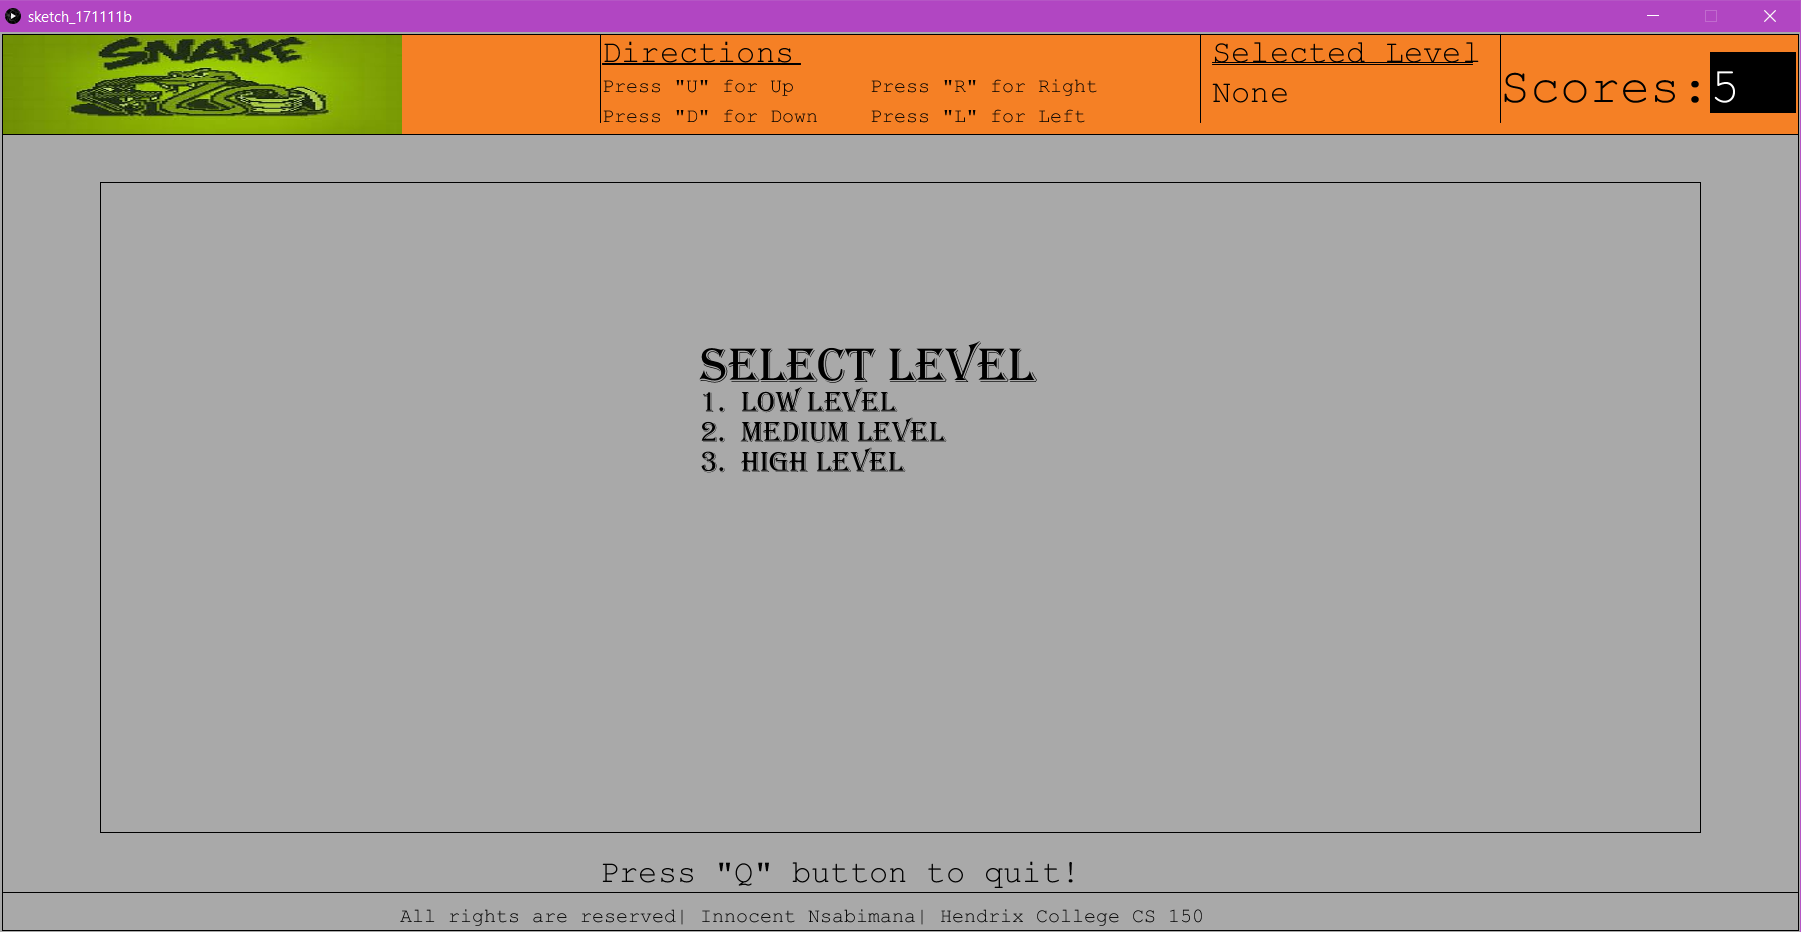 sketch_171111b
SNAKE
Directions
Press "U" for Up
Press "R" for Right
Press "D" for Down
Press "L" for Left
Selected Level
None
Scores:5
SELECT LEVEL
1. LOW LEVEL
2. MEDIUM LEVEL
3. HIGH LEVEL
Press "Q" button to quit!
All rights are reserved| Innocent Nsabimana| Hendrix College CS 150